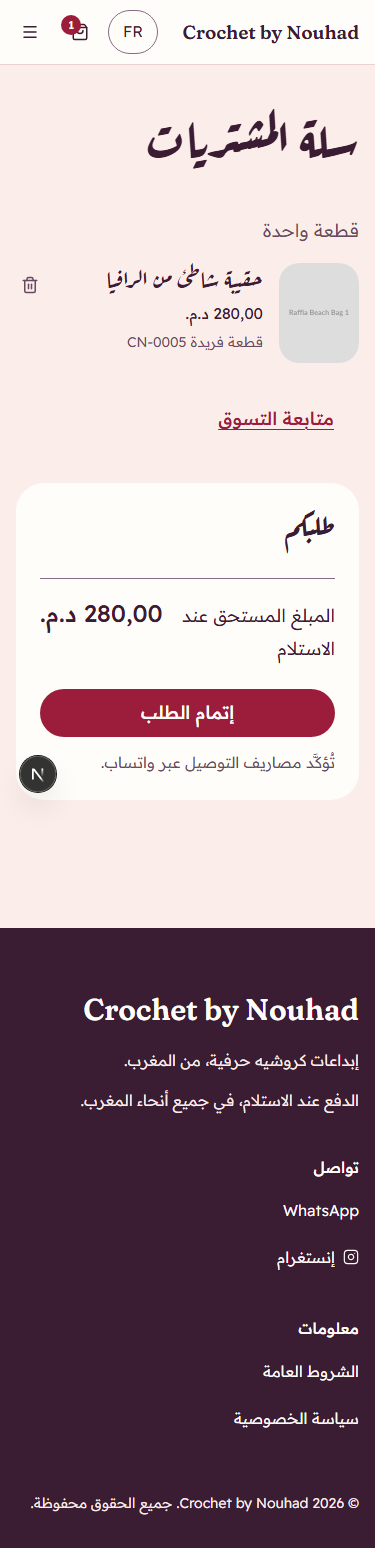 Crochet by Nouhad
FR
1
سلة المشتريات
قطعة واحدة
Raffia Beach Bag 1
حقيبة شاطئ من الرافيا
280,00 د.م.
قطعة فريدة CN-0005
متابعة التسوق
طلبكم
المبلغ المستحق عند الاستلام
280,00 د.م.
إتمام الطلب
تُؤكَّد مصاريف التوصيل عبر واتساب.
N
Crochet by Nouhad
إبداعات كروشيه حرفية، من المغرب.
الدفع عند الاستلام، في جميع أنحاء المغرب.
تواصل
WhatsApp
إنستغرام
معلومات
الشروط العامة
سياسة الخصوصية
© 2026 Crochet by Nouhad. جميع الحقوق محفوظة.